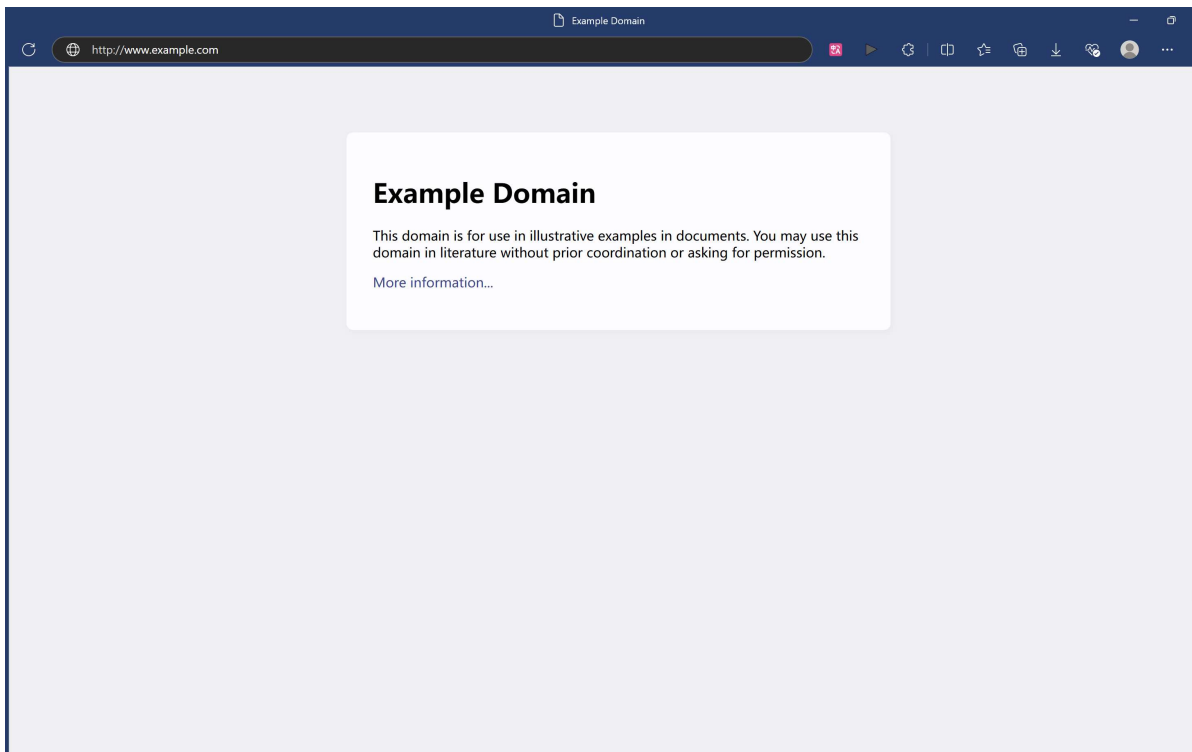 Example Domain
http://www.example.com
Example Domain
This domain is for use in illustrative examples in documents. You may use this
domain in literature without prior coordination or asking for permission.
More information...